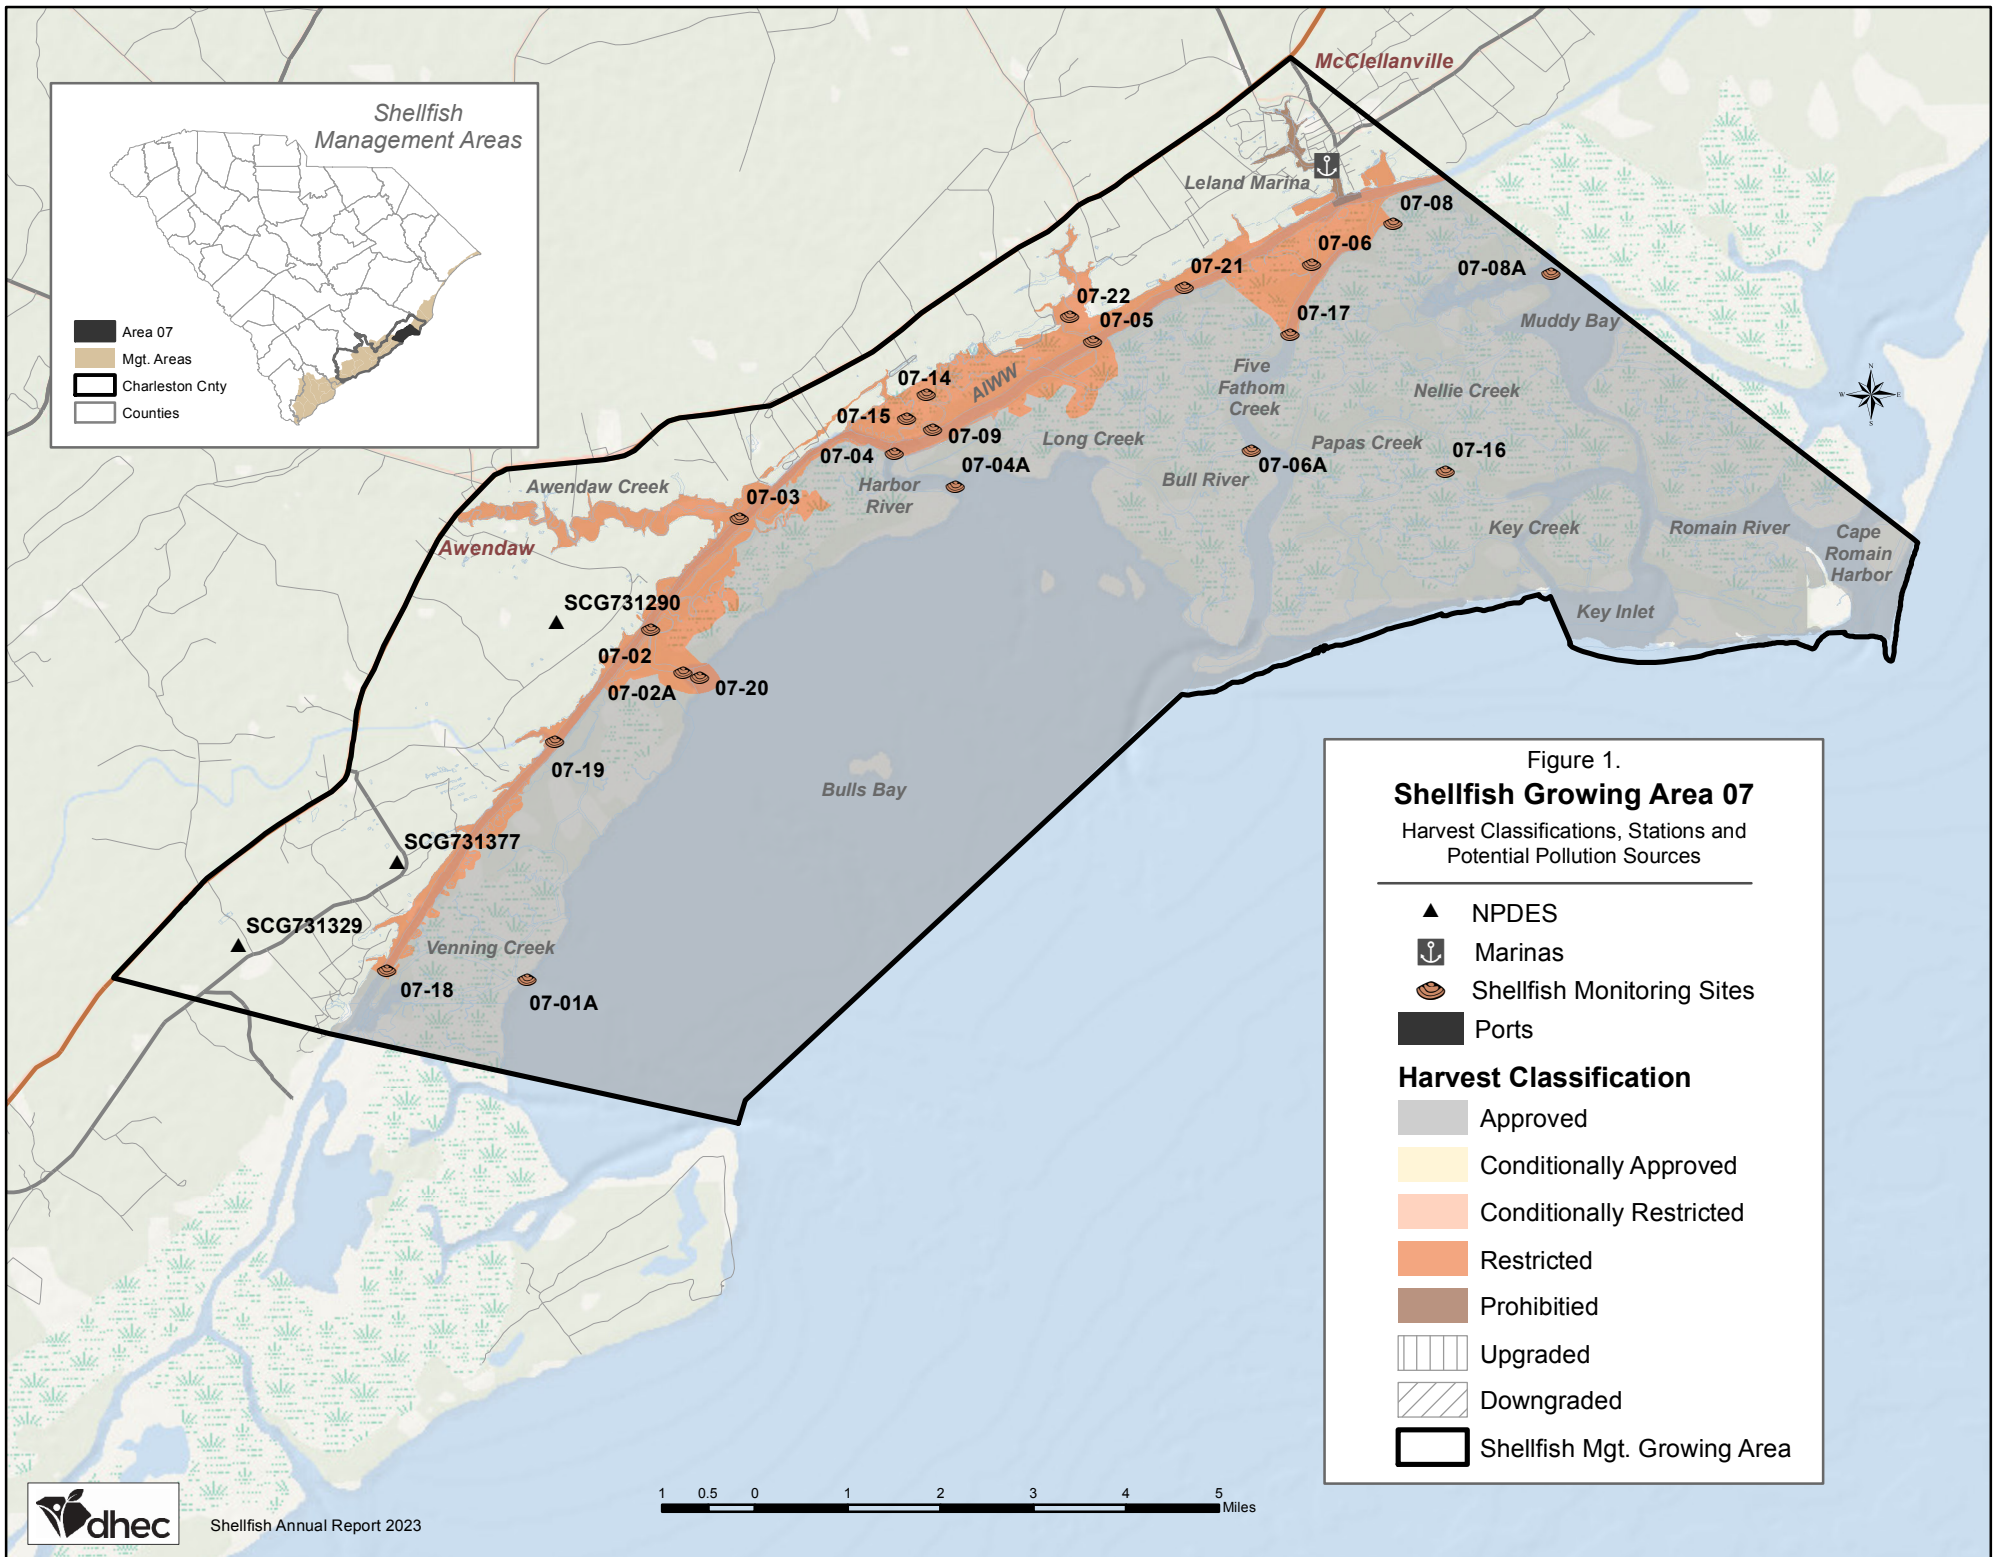 Shellfish
Management Areas
Area 07
Mgt. Areas
Charleston Cnty
Counties
McClellanville
Leland Marina
07-08
07-06
07-21
07-08A
07-22
07-05
07-17
Muddy Bay
N
W
E
S
07-14
AIWW
Five
Fathom
Creek
Nellie Creek
07-15
07-09
Long Creek
Papas Creek
07-04
07-04A
07-06A
07-16
Harbor
River
Bull River
Awendaw Creek
07-03
Key Creek
Romain River
Cape
Romain
Harbor
Awendaw
SCG731290
Key Inlet
07-02
07-02A
07-20
07-19
Bulls Bay
SCG731377
SCG731329
Venning Creek
07-18
07-01A
Figure 1.
Shellfish Growing Area 07
Harvest Classifications, Stations and
Potential Pollution Sources
NPDES
Marinas
Shellfish Monitoring Sites
Ports
Harvest Classification
Approved
Conditionally Approved
Conditionally Restricted
Restricted
Prohibitied
Upgraded
Downgraded
Shellfish Mgt. Growing Area
1 0.5 0 1 2 3 4 5
Miles
dhec
Shellfish Annual Report 2023